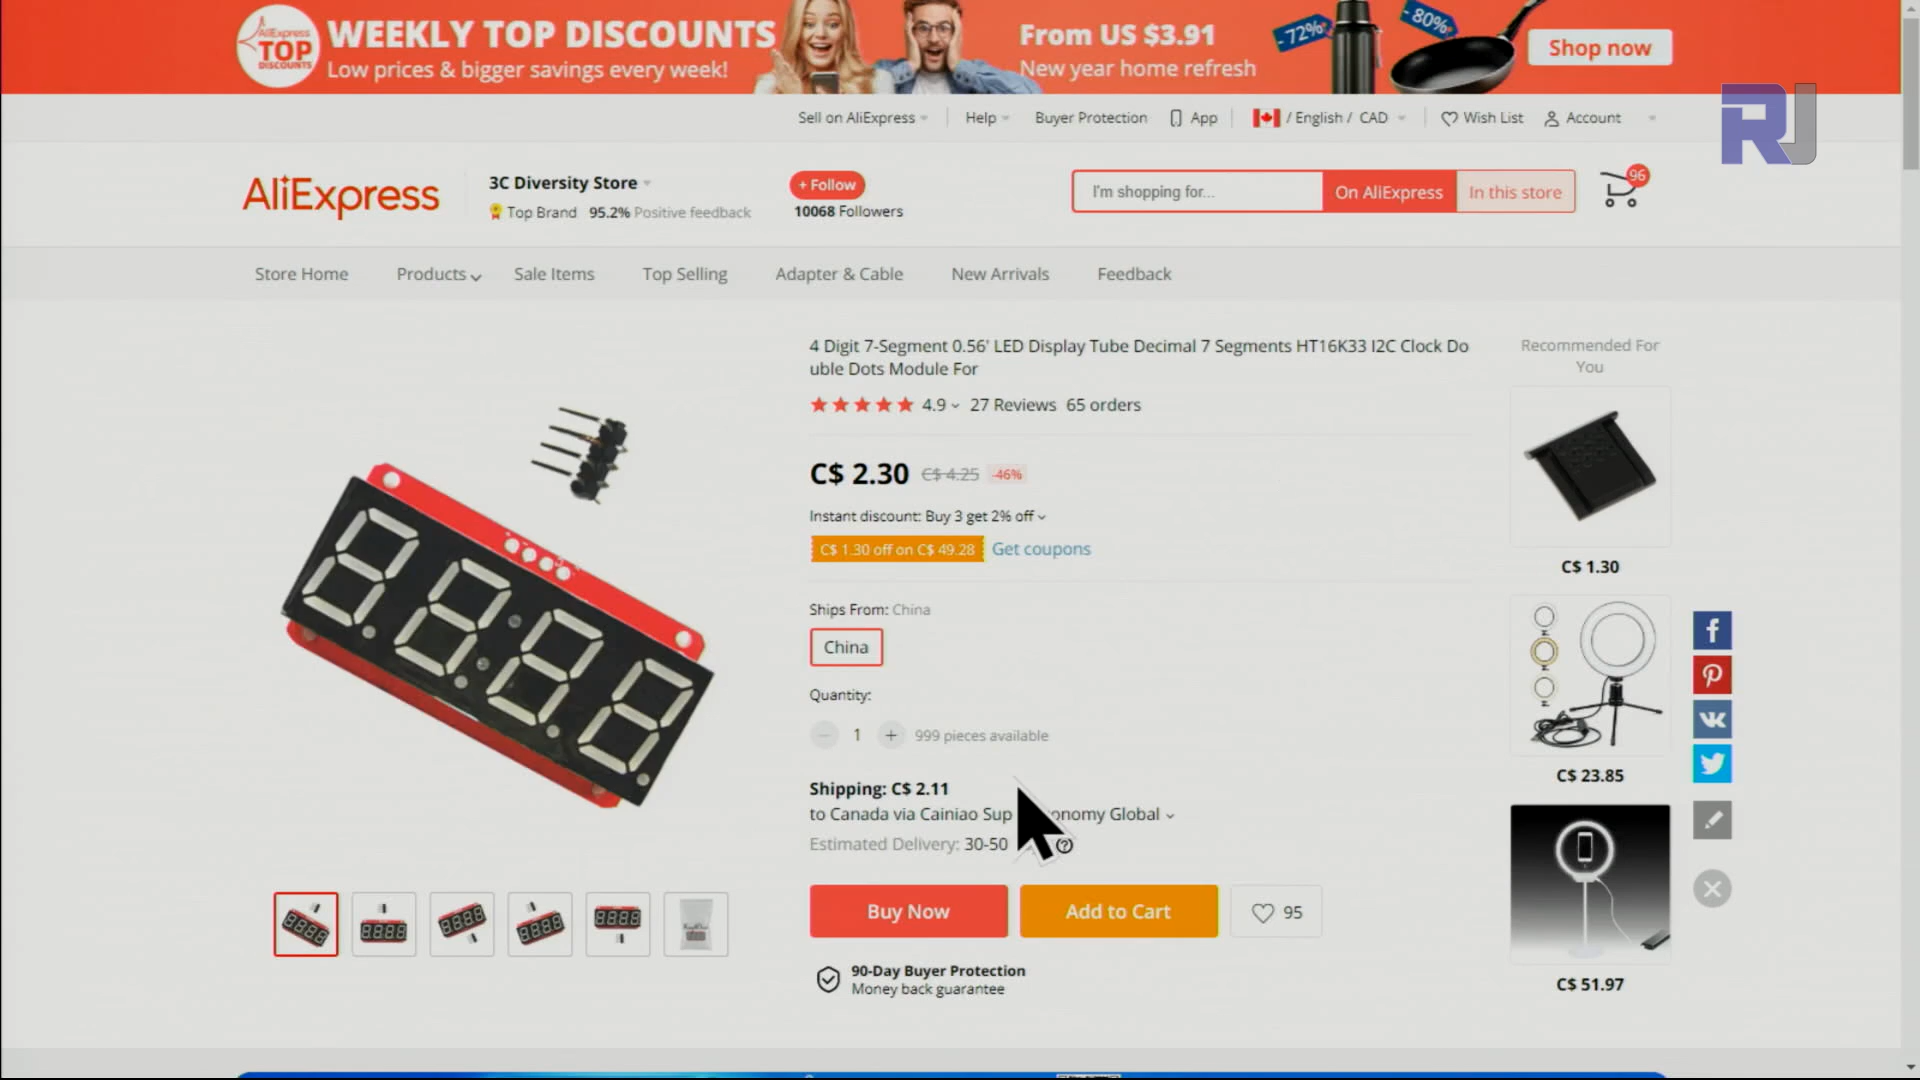 AliExpress
TOP
DISCOUNTS
WEEKLY TOP DISCOUNTS
Low prices & bigger savings every week!
From US $3.91
New year home refresh
-72%
-80%
Shop now
RJ
Sell on AliExpress
Help
Buyer Protection
App
/ English / CAD
Wish List
Account
AliExpress
3C Diversity Store
Top Brand 95.2% Positive feedback
+ Follow
10068 Followers
I'm shopping for...
On AliExpress
In this store
96
Store Home
Products
Sale Items
Top Selling
Adapter & Cable
New Arrivals
Feedback
4 Digit 7-Segment 0.56' LED Display Tube Decimal 7 Segments HT16K33 I2C Clock Do
uble Dots Module For
4.9 27 Reviews 65 orders
C$ 2.30 C$ 4.25 -46%
Instant discount: Buy 3 get 2% off
C$ 1.30 off on C$ 49.28 Get coupons
Ships From: China
China
Quantity:
1 + 999 pieces available
Shipping: C$ 2.11
to Canada via Cainiao Sup onomy Global
Estimated Delivery: 30-50
Buy Now
Add to Cart
95
90-Day Buyer Protection
Money back guarantee
Recommended For
You
C$ 1.30
C$ 23.85
C$ 51.97